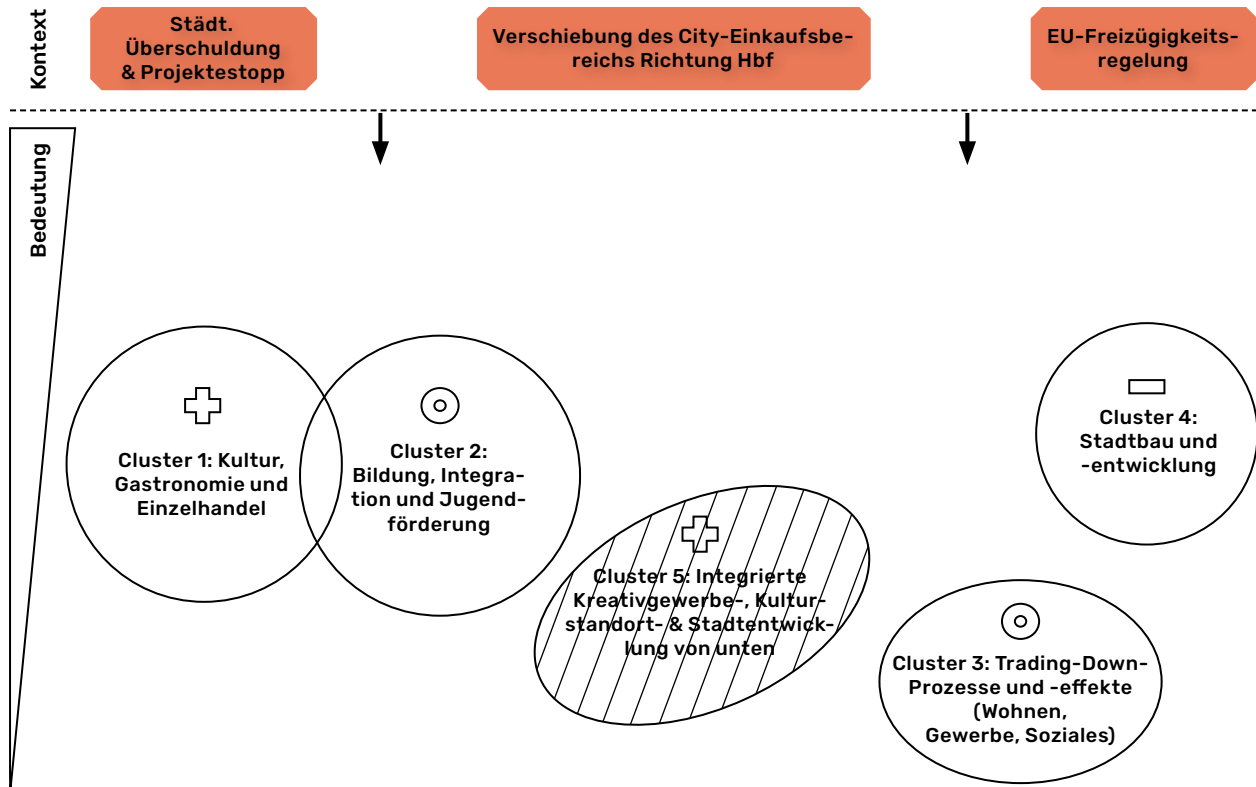 Kontext
Städt.
Überschuldung
& Projektestopp
Verschiebung des City-Einkaufsbe-
reichs Richtung Hbf
EU-Freizügigkeits-
regelung
Bedeutung
Cluster 1: Kultur,
Gastronomie und
Einzelhandel
Cluster 2:
Bildung, Integra-
tion und Jugend-
förderung
Cluster 5: Integrierte
Kreativgewerbe-, Kultur-
standort- & Stadtentwick-
lung von unten
Cluster 4:
Stadtbau und
-entwicklung
Cluster 3: Trading-Down-
Prozesse und -effekte
(Wohnen,
Gewerbe, Soziales)